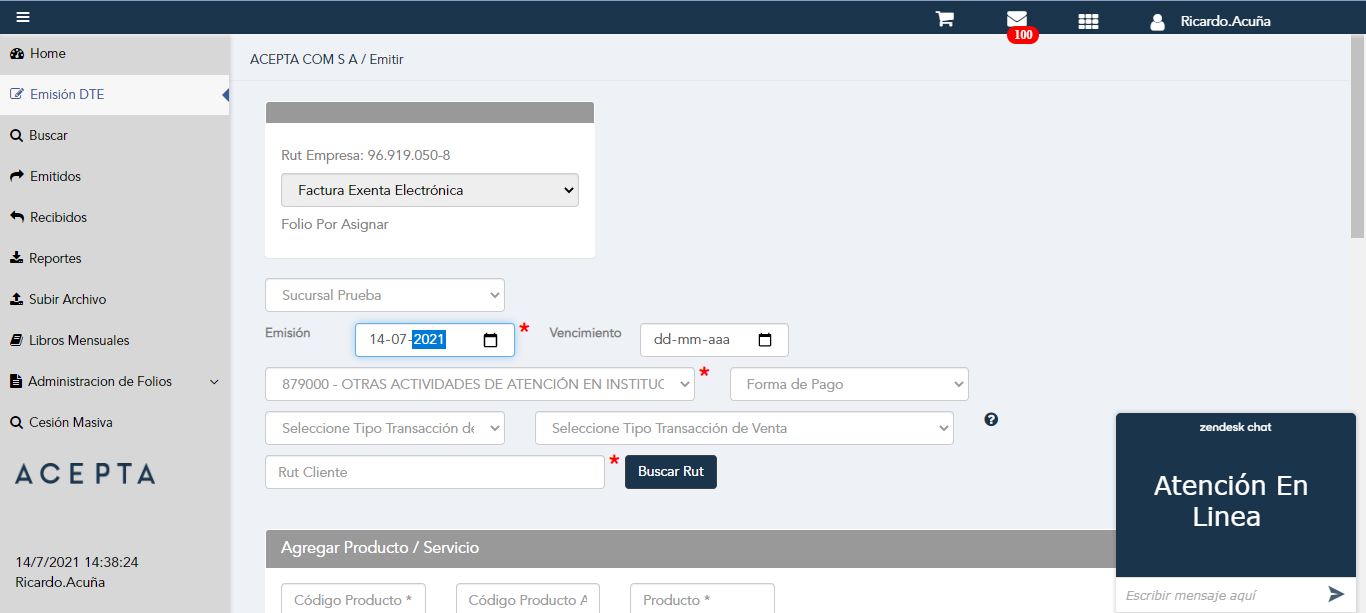 Ricardo.Acuña
100
Home
Emisión DTE
Buscar
Emitidos
Recibidos
Reportes
Subir Archivo
Libros Mensuales
Administracion de Folios
Cesión Masiva
ACEPTA
14/7/2021 14:38:24
Ricardo.Acuña
ACEPTA COM S A / Emitir
Rut Empresa: 96.919.050-8
Factura Exenta Electrónica
Folio Por Asignar
Sucursal Prueba
Emisión 14-07-2021 * Vencimiento dd-mm-aaa
879000 - OTRAS ACTIVIDADES DE ATENCIÓN EN INSTITUC * Forma de Pago
Seleccione Tipo Transacción de Seleccione Tipo Transacción de Venta ?
Rut Cliente * Buscar Rut
Agregar Producto / Servicio
Código Producto * Código Producto A Producto *
zendesk chat
Atención En
Linea
Escribir mensaje aquí